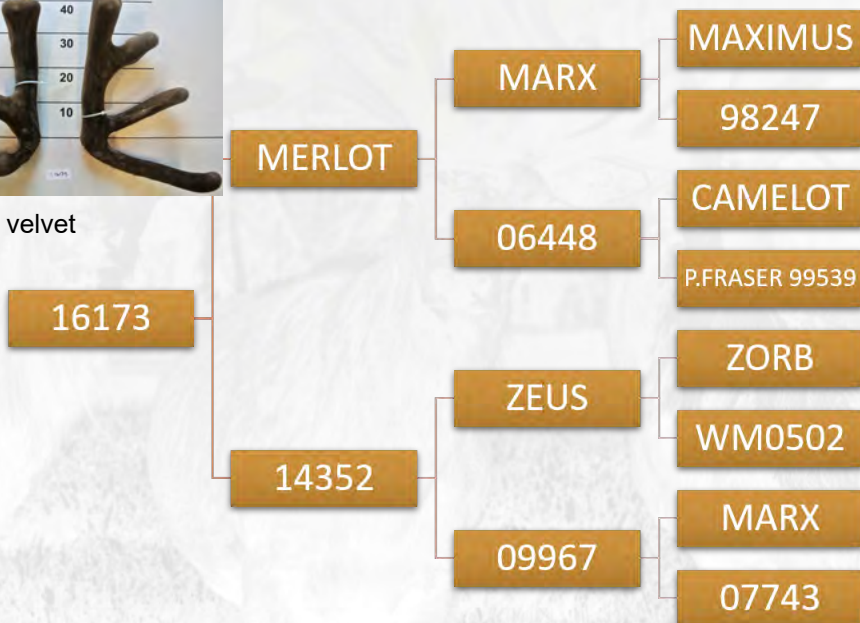 40
30
20
10
velvet
16173
MERLOT
14352
MARX
06448
ZEUS
09967
MAXIMUS
98247
CAMELOT
P.FRASER 99539
ZORB
WM0502
MARX
07743